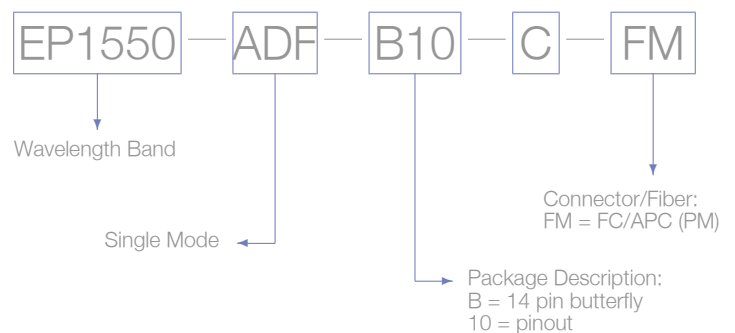 EP1550 — ADF — B10 — C — FM
Wavelength Band
Connector/Fiber:
FM = FC/APC (PM)
Single Mode
Package Description:
B = 14 pin butterfly
10 = pinout